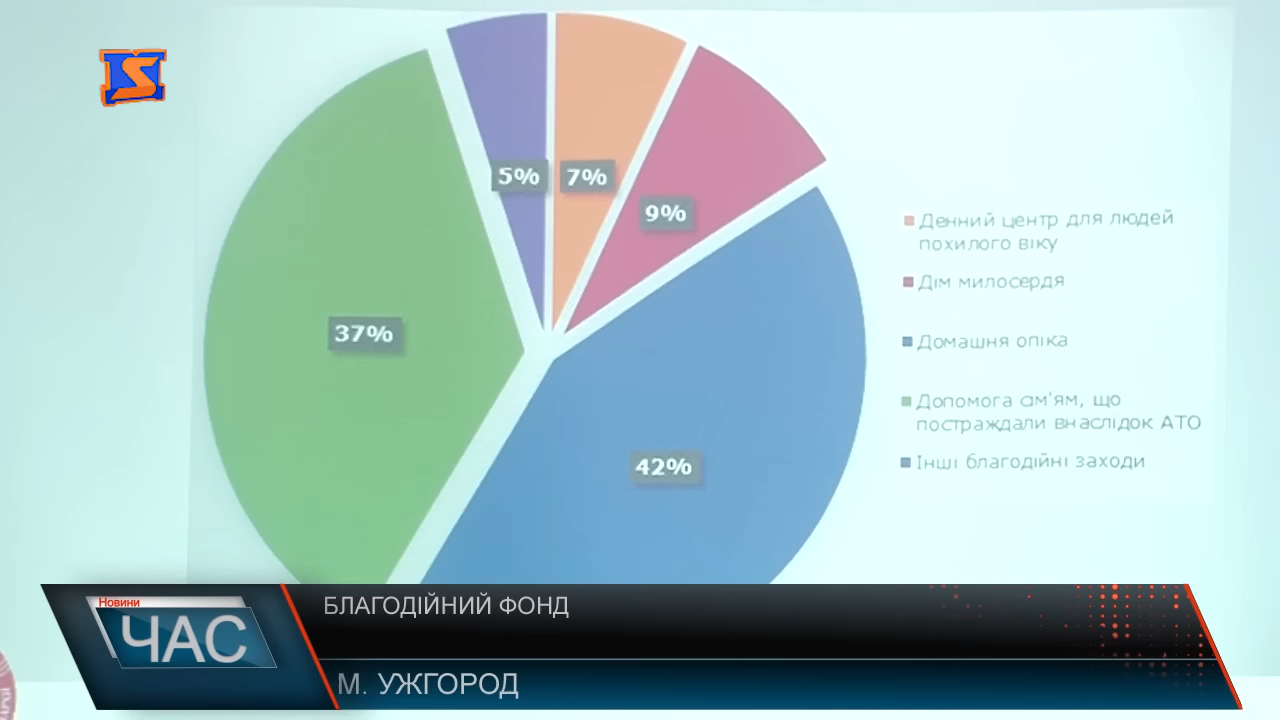 5%
7%
9%
37%
42%
Денний центр для людей
похилого віку
Дім милосердя
Домашня опіка
Допомога сім'ям, що
постраждали внаслідок АТО
Інші благодійні заходи
Новини
ЧАС
БЛАГОДІЙНИЙ ФОНД
М. УЖГОРОД